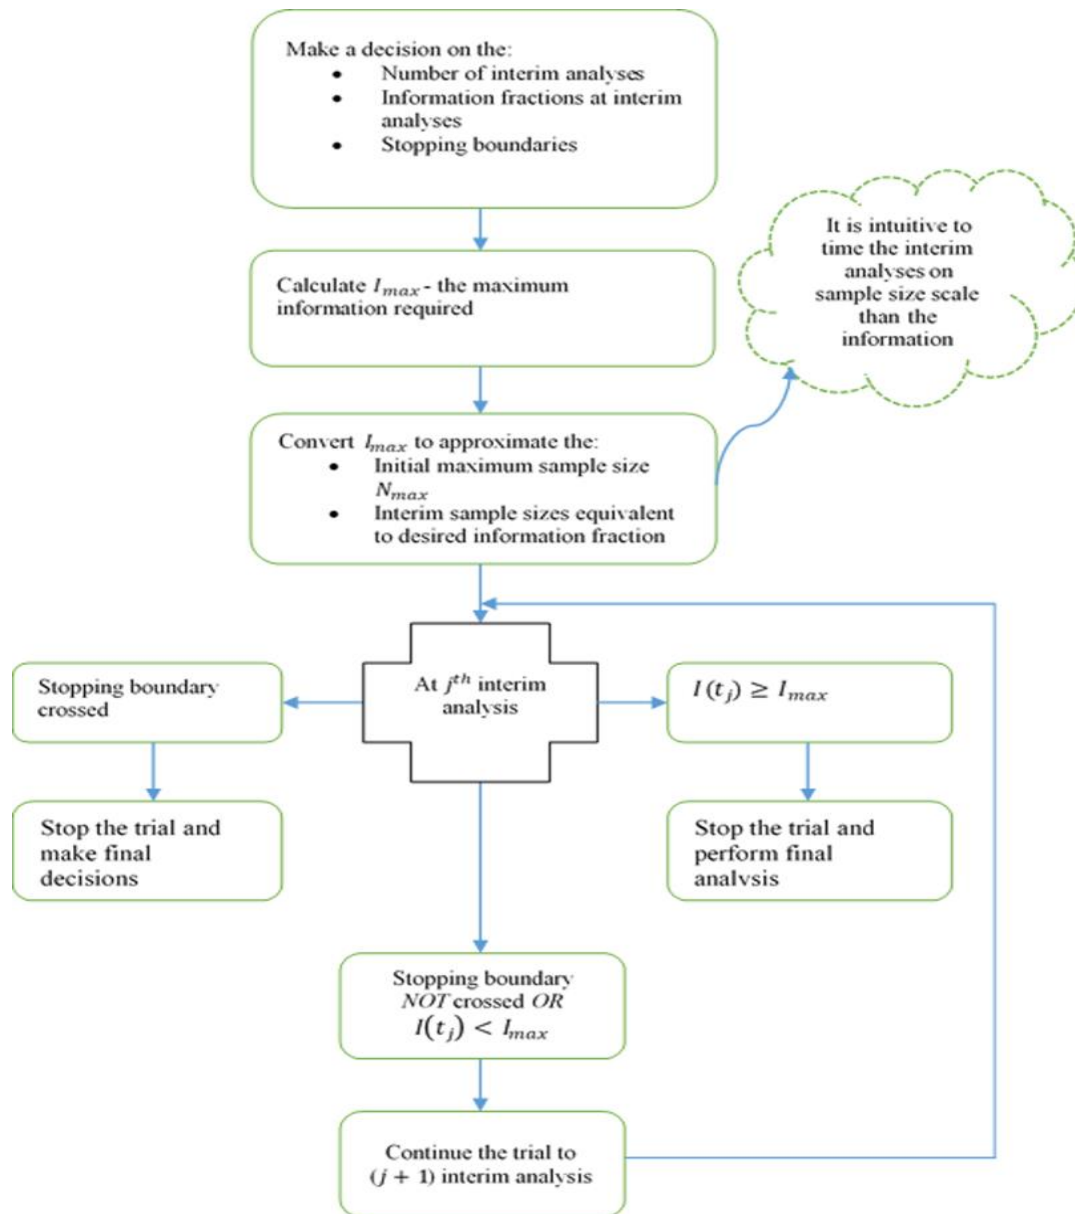 Make a decision on the:
• Number of interim analyses
• Information fractions at interim
analyses
• Stopping boundaries
It is intuitive to
time the interim
analyses on
sample size scale
than the
information
Calculate I_max - the maximum
information required
Convert I_max to approximate the:
• Initial maximum sample size
N_max
• Interim sample sizes equivalent
to desired information fraction
Stopping boundary
crossed
At j^th interim
analysis
I(t_j) ≥ I_max
Stop the trial and
make final
decisions
Stop the trial and
perform final
analysis
Stopping boundary
NOT crossed OR
I(t_j) < I_max
Continue the trial to
(j + 1) interim analysis